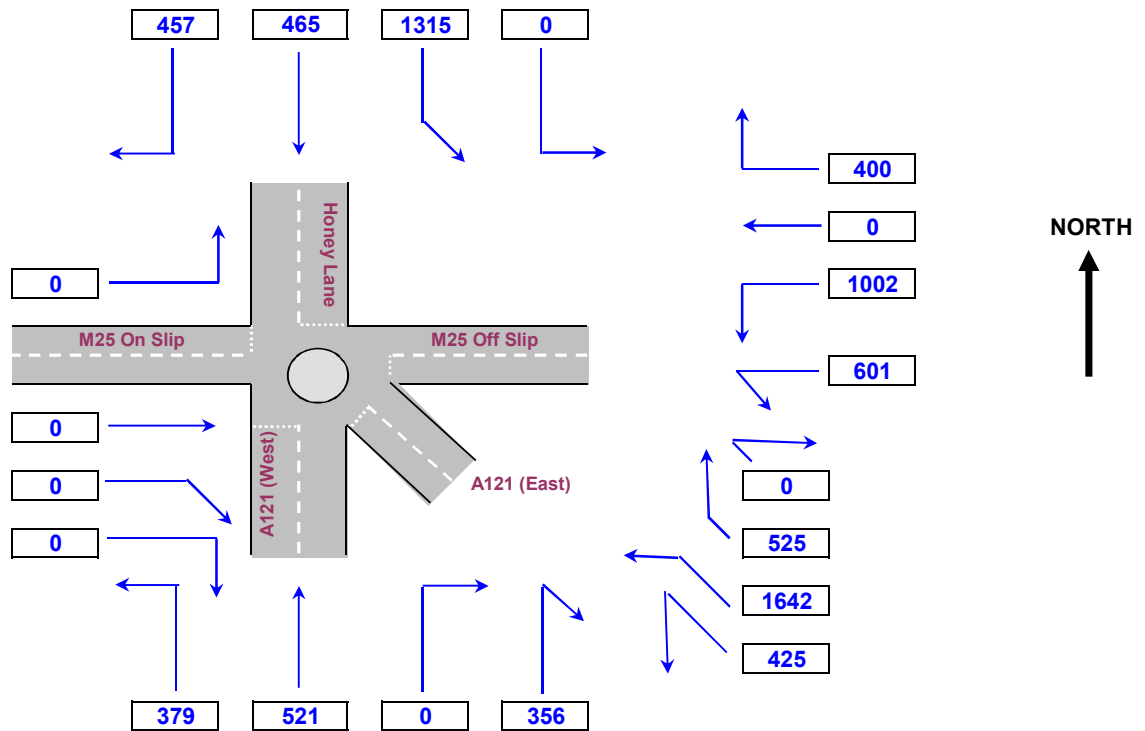 457 465 1315 0
400
0
NORTH
Honey Lane
0
1002
M25 On Slip
M25 Off Slip
601
0
A121 (West)
0
A121 (East)
0
0
525
1642
425
379 521 0 356